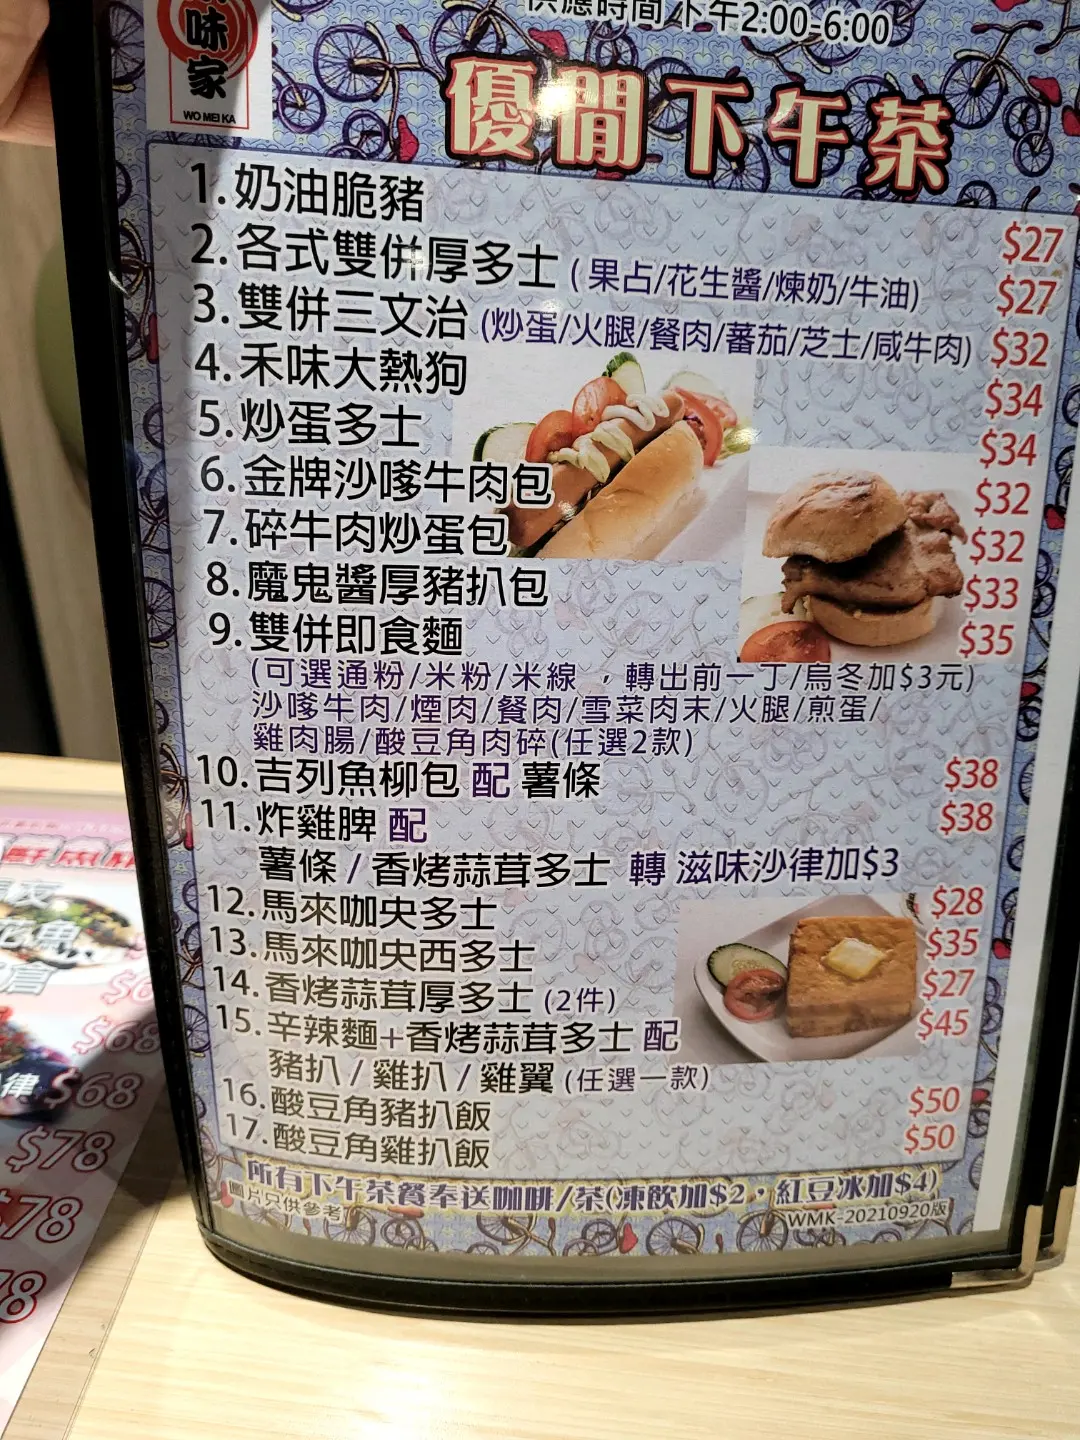 味
家
WO MEI KA
供應時間 下午2:00-6:00
優閒下午茶
1. 奶油脆豬 $27
2. 各式雙併厚多士 (果占/花生醬/煉奶/牛油) $27
3. 雙併三文治 (炒蛋/火腿/餐肉/蕃茄/芝士/咸牛肉) $32
4. 禾味大熱狗 $34
5. 炒蛋多士 $34
6. 金牌沙嗲牛肉包 $32
7. 碎牛肉炒蛋包 $32
8. 魔鬼醬厚豬扒包 $33
9. 雙併即食麵 $35
(可選通粉/米粉/米線 ，轉出前一丁/烏冬加$3元)
沙嗲牛肉/煙肉/餐肉/雪菜肉末/火腿/煎蛋/
雞肉腸/酸豆角肉碎(任選2款)
10. 吉列魚柳包 配 薯條 $38
11. 炸雞脾 配 $38
薯條 / 香烤蒜茸多士 轉 滋味沙律加$3
12. 馬來咖央多士 $28
13. 馬來咖央西多士 $35
14. 香烤蒜茸厚多士 (2件) $27
15. 辛辣麵+香烤蒜茸多士 配 $45
豬扒 / 雞扒 / 雞翼 (任選一款)
16. 酸豆角豬扒飯 $50
17. 酸豆角雞扒飯 $50
所有下午茶餐奉送咖啡/茶(凍飲加$2，紅豆冰加$4)
圖片只供參考
WMK-20210920版
$68
律 $68
$78
$78